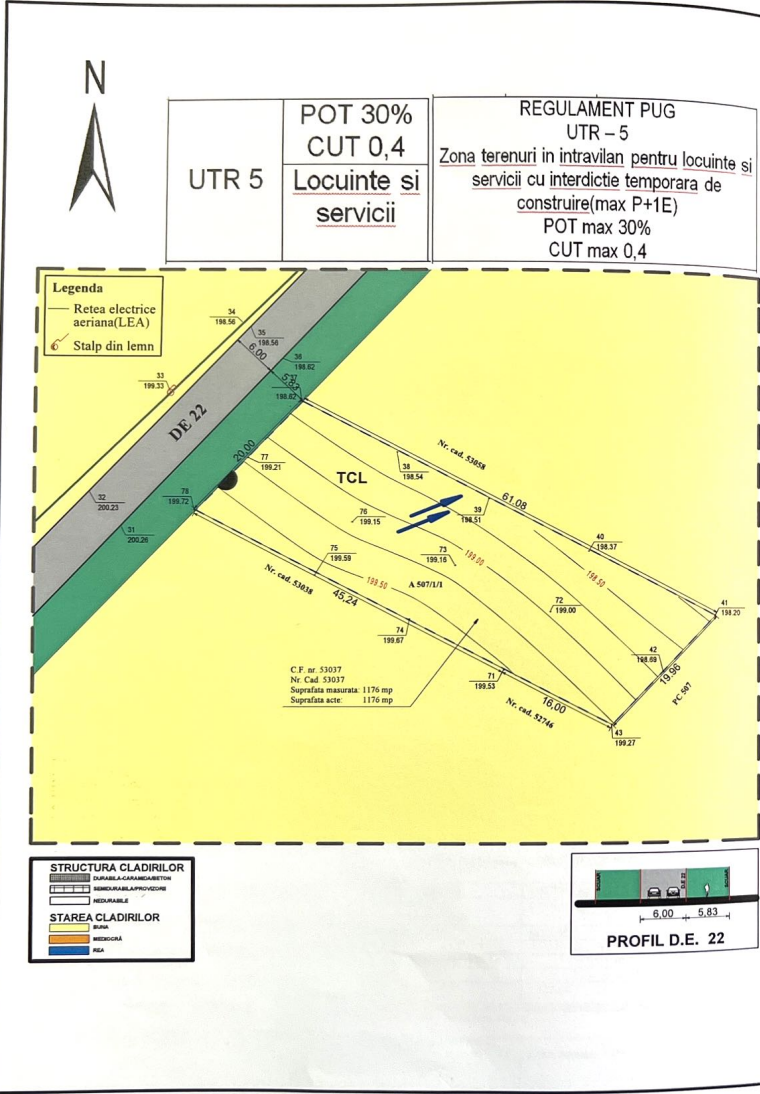 N
UTR 5
POT 30%
CUT 0,4
Locuinte si
servicii
REGULAMENT PUG
UTR – 5
Zona terenuri in intravilan pentru locuinte si
servicii cu interdictie temporara de
construire(max P+1E)
POT max 30%
CUT max 0,4
Legenda
Retea electrice
aeriana(LEA)
Stalp din lemn
34
198.56
35
198.56
6.00
36
198.62
5,83
198.62
33
199.33
DE 22
20,00
77
199.21
78
199.72
32
200.23
31
200.26
TCL
Nr. cad. 53058
38
198.54
61.08
39
198.51
76
199.15
40
198.37
73
199.16
199.00
198.50
75
199.59
199.50
A 507/1/1
Nr. cad. 53038
45,24
72
199.00
41
198.20
74
199.67
42
198.69
19.96
PC 507
71
199.53
16,00
Nr. cad. 52746
43
199.27
C.F. nr. 53037
Nr. Cad 53037
Suprafata masurata: 1176 mp
Suprafata acte: 1176 mp
STRUCTURA CLADIRILOR
DURABILA-CARAMIDA/BETON
SEMIDURABILA/PROVIZORE
NEDURABILE
STAREA CLADIRILOR
BUNA
MEDIOCRĂ
REA
D.E 22
6,00
5,83
PROFIL D.E. 22